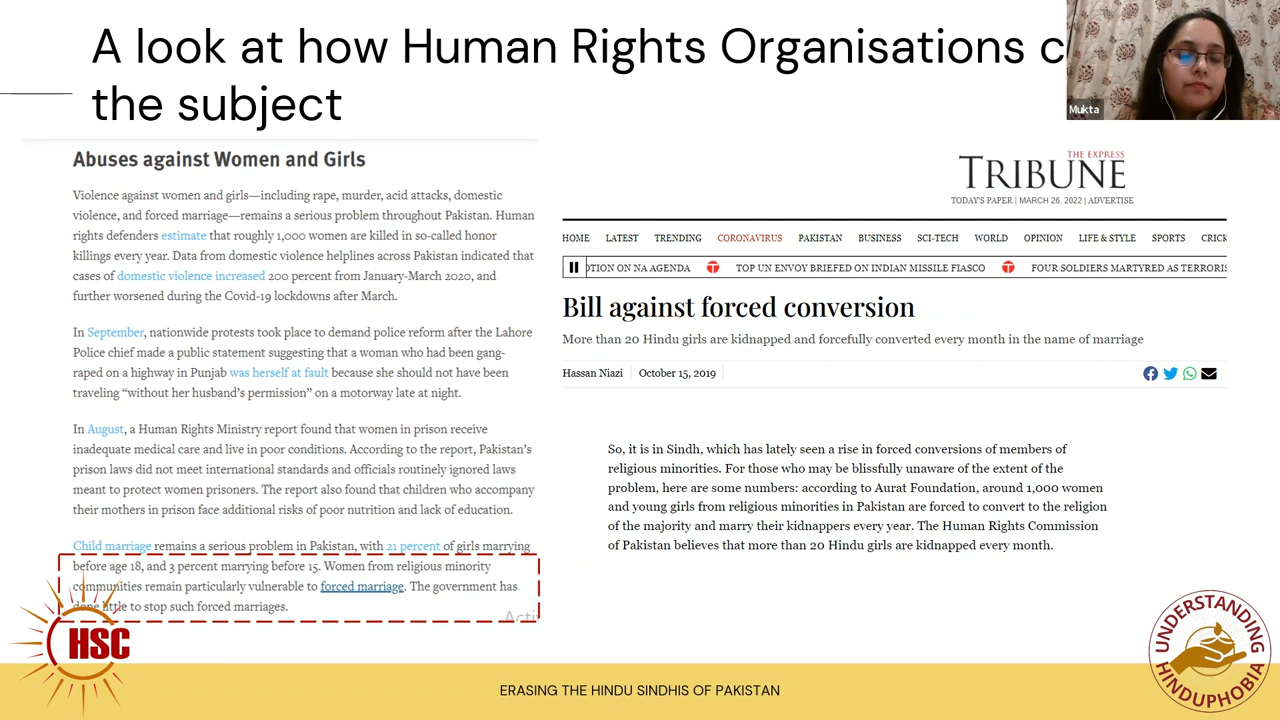 A look at how Human Rights Organisations c
the subject
Mukta
Abuses against Women and Girls
Violence against women and girls—including rape, murder, acid attacks, domestic
violence, and forced marriage—remains a serious problem throughout Pakistan. Human
rights defenders estimate that roughly 1,000 women are killed in so-called honor
killings every year. Data from domestic violence helplines across Pakistan indicated that
cases of domestic violence increased 200 percent from January-March 2020, and
further worsened during the Covid-19 lockdowns after March.
In September, nationwide protests took place to demand police reform after the Lahore
Police chief made a public statement suggesting that a woman who had been gang-
raped on a highway in Punjab was herself at fault because she should not have been
traveling “without her husband’s permission” on a motorway late at night.
In August, a Human Rights Ministry report found that women in prison receive
inadequate medical care and live in poor conditions. According to the report, Pakistan’s
prison laws did not meet international standards and officials routinely ignored laws
meant to protect women prisoners. The report also found that children who accompany
their mothers in prison face additional risks of poor nutrition and lack of education.
Child marriage remains a serious problem in Pakistan, with 21 percent of girls marrying
before age 18, and 3 percent marrying before 15. Women from religious minority
communities remain particularly vulnerable to forced marriage. The government has
done little to stop such forced marriages.
Acti
THE EXPRESS
TRIBUNE
TODAY'S PAPER | MARCH 26, 2022 | ADVERTISE
HOME LATEST TRENDING CORONAVIRUS PAKISTAN BUSINESS SCI-TECH WORLD OPINION LIFE & STYLE SPORTS CRICK
OTION ON NA AGENDA TOP UN ENVOY BRIEFED ON INDIAN MISSILE FIASCO FOUR SOLDIERS MARTYRED AS TERRORIS
Bill against forced conversion
More than 20 Hindu girls are kidnapped and forcefully converted every month in the name of marriage
Hassan Niazi October 15, 2019
So, it is in Sindh, which has lately seen a rise in forced conversions of members of
religious minorities. For those who may be blissfully unaware of the extent of the
problem, here are some numbers: according to Aurat Foundation, around 1,000 women
and young girls from religious minorities in Pakistan are forced to convert to the religion
of the majority and marry their kidnappers every year. The Human Rights Commission
of Pakistan believes that more than 20 Hindu girls are kidnapped every month.
HSC
UNDERSTANDING
HINDUPHOBIA
ERASING THE HINDU SINDHIS OF PAKISTAN